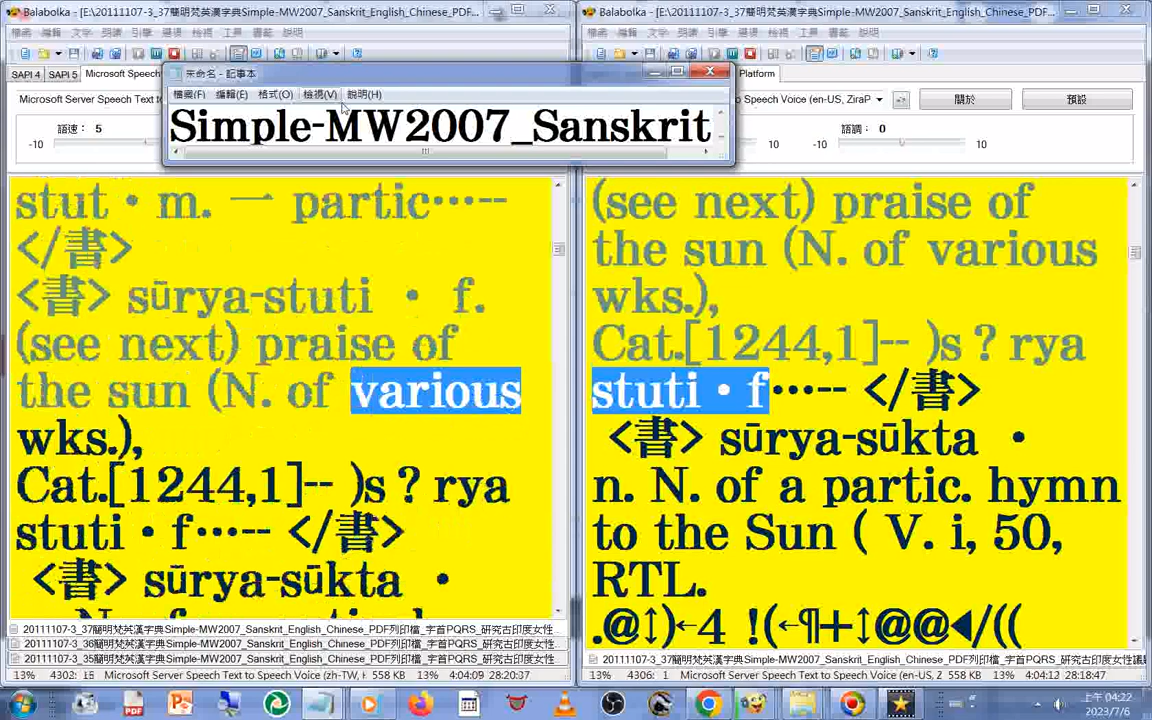 Balabolka - [E:\20111107-3_37簡明梵英漢字典Simple-MW2007_Sanskrit_English_Chinese_PDF...
SAPI 4 SAPI 5 Microsoft Speech
Microsoft Server Speech Text to
語速： 5
-10
未命名 - 記事本
檔案(F) 編輯(E) 格式(O) 檢視(V) 說明(H)
Simple-MW2007_Sanskrit
stut • m. 一 partic…--
</書>
<書> sūrya-stuti • f.
(see next) praise of
the sun (N. of various
wks.),
Cat.[1244,1]-- )s？rya
stuti • f…-- </書>
<書> sūrya-sūkta •
20111107-3_37簡明梵英漢字典Simple-MW2007_Sanskrit_English_Chinese_PDF列印檔_字首PQRS_研究古印度女性
20111107-3_36簡明梵英漢字典Simple-MW2007_Sanskrit_English_Chinese_PDF列印檔_字首PQRS_研究古印度女性
20111107-3_35簡明梵英漢字典Simple-MW2007_Sanskrit_English_Chinese_PDF列印檔_字首PQRS_研究古印度女性
13% 4302: 15 Microsoft Server Speech Text to Speech Voice (zh-TW, 558 KB 4:04:09 28:20:37
Balabolka - [E:\20111107-3_37簡明梵英漢字典Simple-MW2007_Sanskrit_English_Chinese_PDF...
Platform
Speech Voice (en-US, ZiraP
關於
預設
10
語調： 0
-10
10
(see next) praise of
the sun (N. of various
wks.),
Cat.[1244,1]-- )s？rya
stuti • f…-- </書>
<書> sūrya-sūkta •
n. N. of a partic. hymn
to the Sun ( V. i, 50,
RTL.
.@↕)←4 !(←¶+↕@@◄/((
20111107-3_37簡明梵英漢字典Simple-MW2007_Sanskrit_English_Chinese_PDF列印檔_字首PQRS_研究古印度女性議
13% 4306: 1 Microsoft Server Speech Text to Speech Voice (en-US, Z 558 KB 4:04:12 28:18:47
上午 04:22
2023/7/6